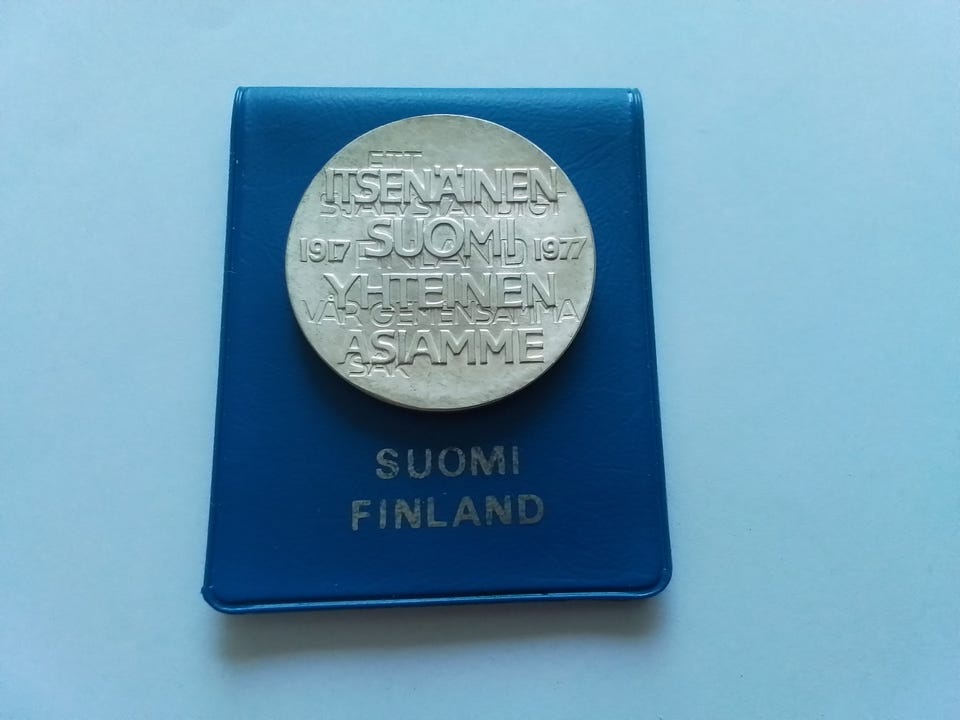 ETT
ITSENÄINEN
SJÄLVSTÄNDIGT
SUOMI
1917 1977
FINLAND
YHTEINEN
VÅR GEMENSAMMA
ASIAMME
SAK
SUOMI
FINLAND